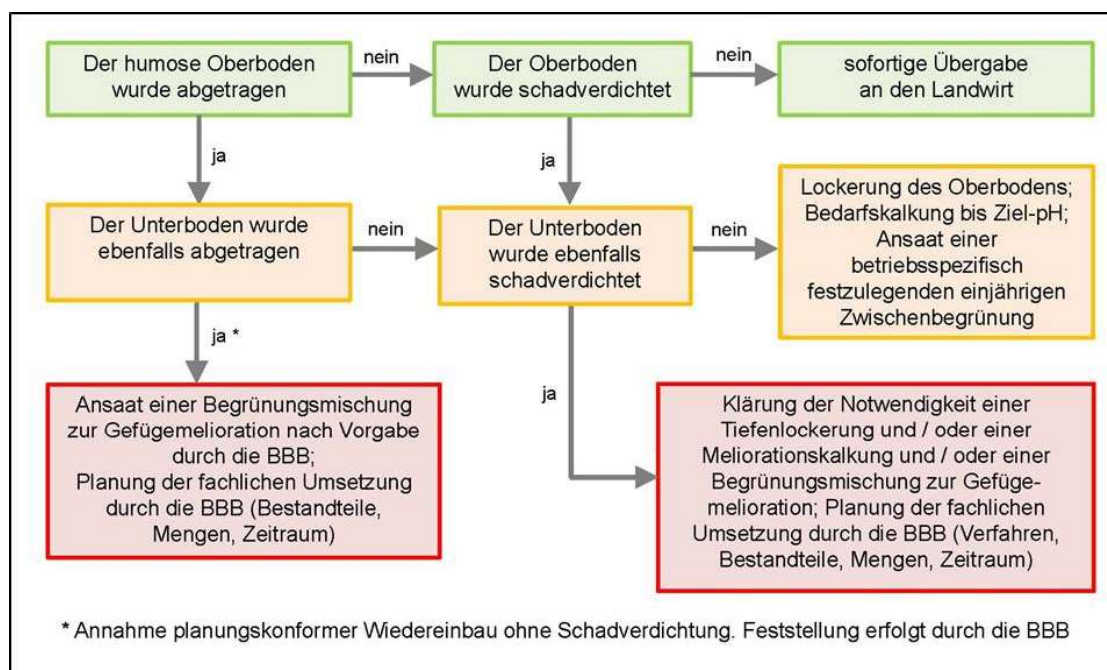 Der humose Oberboden
wurde abgetragen
nein
Der Oberboden
wurde schadverdichtet
nein
sofortige Übergabe
an den Landwirt
ja
ja
Der Unterboden wurde
ebenfalls abgetragen
nein
Der Unterboden
wurde ebenfalls
schadverdichtet
nein
Lockerung des Oberbodens;
Bedarfskalkung bis Ziel-pH;
Ansaat einer
betriebsspezifisch
festzulegenden einjährigen
Zwischenbegrünung
ja *
ja
Ansaat einer Begrünungsmischung
zur Gefügemelioration nach Vorgabe
durch die BBB;
Planung der fachlichen Umsetzung
durch die BBB (Bestandteile,
Mengen, Zeitraum)
Klärung der Notwendigkeit einer
Tiefenlockerung und / oder einer
Meliorationskalkung und / oder einer
Begrünungsmischung zur Gefüge-
melioration; Planung der fachlichen
Umsetzung durch die BBB (Verfahren,
Bestandteile, Mengen, Zeitraum)
* Annahme planungskonformer Wiedereinbau ohne Schadverdichtung. Feststellung erfolgt durch die BBB